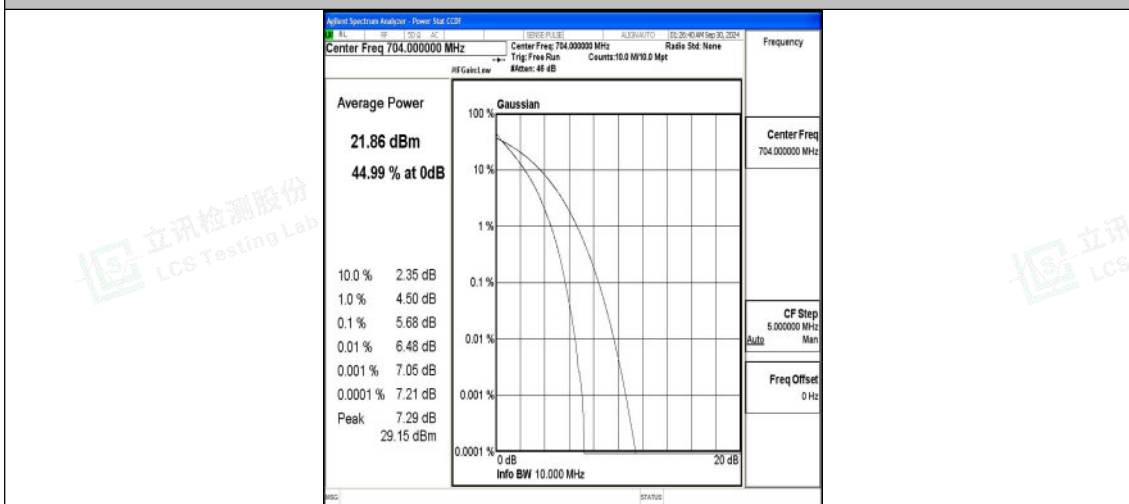 Agilent Spectrum Analyzer - Power Stat CCDF
RL RF 50 Ω AC SENSE:PULSE ALIGNAUTO 01:26:40 AM Sep 30, 2024
Center Freq 704.000000 MHz
Center Freq: 704.000000 MHz Radio Std: None
Trig: Free Run Counts:10.0 M/10.0 Mpt
#IFGain:Low #Atten: 46 dB
Frequency
Average Power
21.86 dBm
44.99 % at 0dB
10.0 % 2.35 dB
1.0 % 4.50 dB
0.1 % 5.68 dB
0.01 % 6.48 dB
0.001 % 7.05 dB
0.0001 % 7.21 dB
Peak 7.29 dB
29.15 dBm
Gaussian
100 %
10 %
1 %
0.1 %
0.01 %
0.001 %
0.0001 %
0 dB 20 dB
Info BW 10.000 MHz
Center Freq
704.000000 MHz
CF Step
5.000000 MHz
Auto Man
Freq Offset
0 Hz
MSG STATUS
立讯检测股份
LCS Testing Lab
立讯
LCS